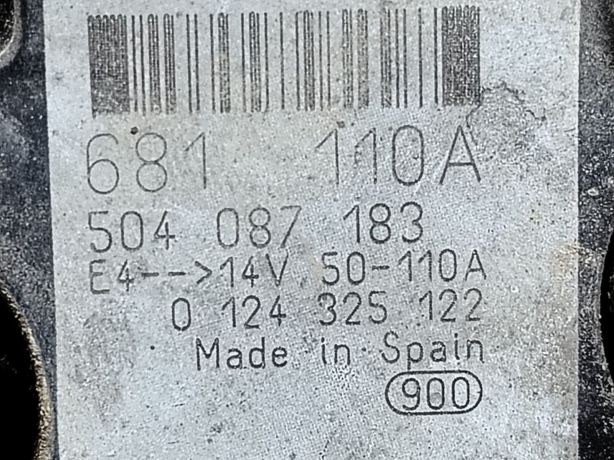 681 110A
504 087 183
E4-->14V 50-110A
0 124 325 122
Made in Spain
900